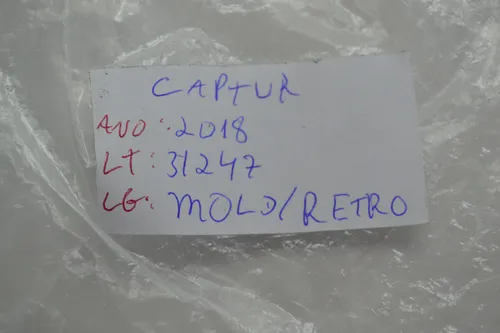 CAPTUR
ANO: 2018
LT: 31247
LG: MOLD/RETRO